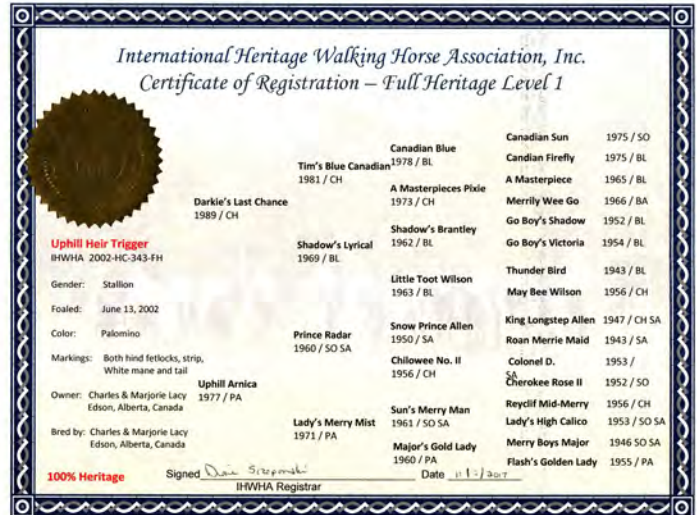 International Heritage Walking Horse Association, Inc.
Certificate of Registration – Full Heritage Level 1
Uphill Heir Trigger
IHWHA 2002-HC-343-FH
Gender: Stallion
Foaled: June 13, 2002
Color: Palomino
Markings: Both hind fetlocks, strip,
White mane and tail
Owner: Charles & Marjorie Lacy
Edson, Alberta, Canada
Bred by: Charles & Marjorie Lacy
Edson, Alberta, Canada
100% Heritage
Darkie's Last Chance
1989 / CH
Uphill Arnica
1977 / PA
Tim's Blue Canadian
1981 / CH
Shadow's Lyrical
1969 / BL
Prince Radar
1960 / SO SA
Lady's Merry Mist
1971 / PA
Canadian Blue
1978 / BL
A Masterpieces Pixie
1973 / CH
Shadow's Brantley
1962 / BL
Little Toot Wilson
1963 / BL
Snow Prince Allen
1950 / SA
Chilowee No. II
1956 / CH
Sun's Merry Man
1961 / SO SA
Major's Gold Lady
1960 / PA
Canadian Sun 1975 / SO
Candian Firefly 1975 / BL
A Masterpiece 1965 / BL
Merrily Wee Go 1966 / BA
Go Boy's Shadow 1952 / BL
Go Boy's Victoria 1954 / BL
Thunder Bird 1943 / BL
May Bee Wilson 1956 / CH
King Longstep Allen 1947 / CH SA
Roan Merrie Maid 1943 / SA
Colonel D. 1953 /
SA
Cherokee Rose II 1952 / SO
Reyclif Mid-Merry 1956 / CH
Lady's High Calico 1953 / SO SA
Merry Boys Major 1946 SO SA
Flash's Golden Lady 1955 / PA
Signed Date
IHWHA Registrar